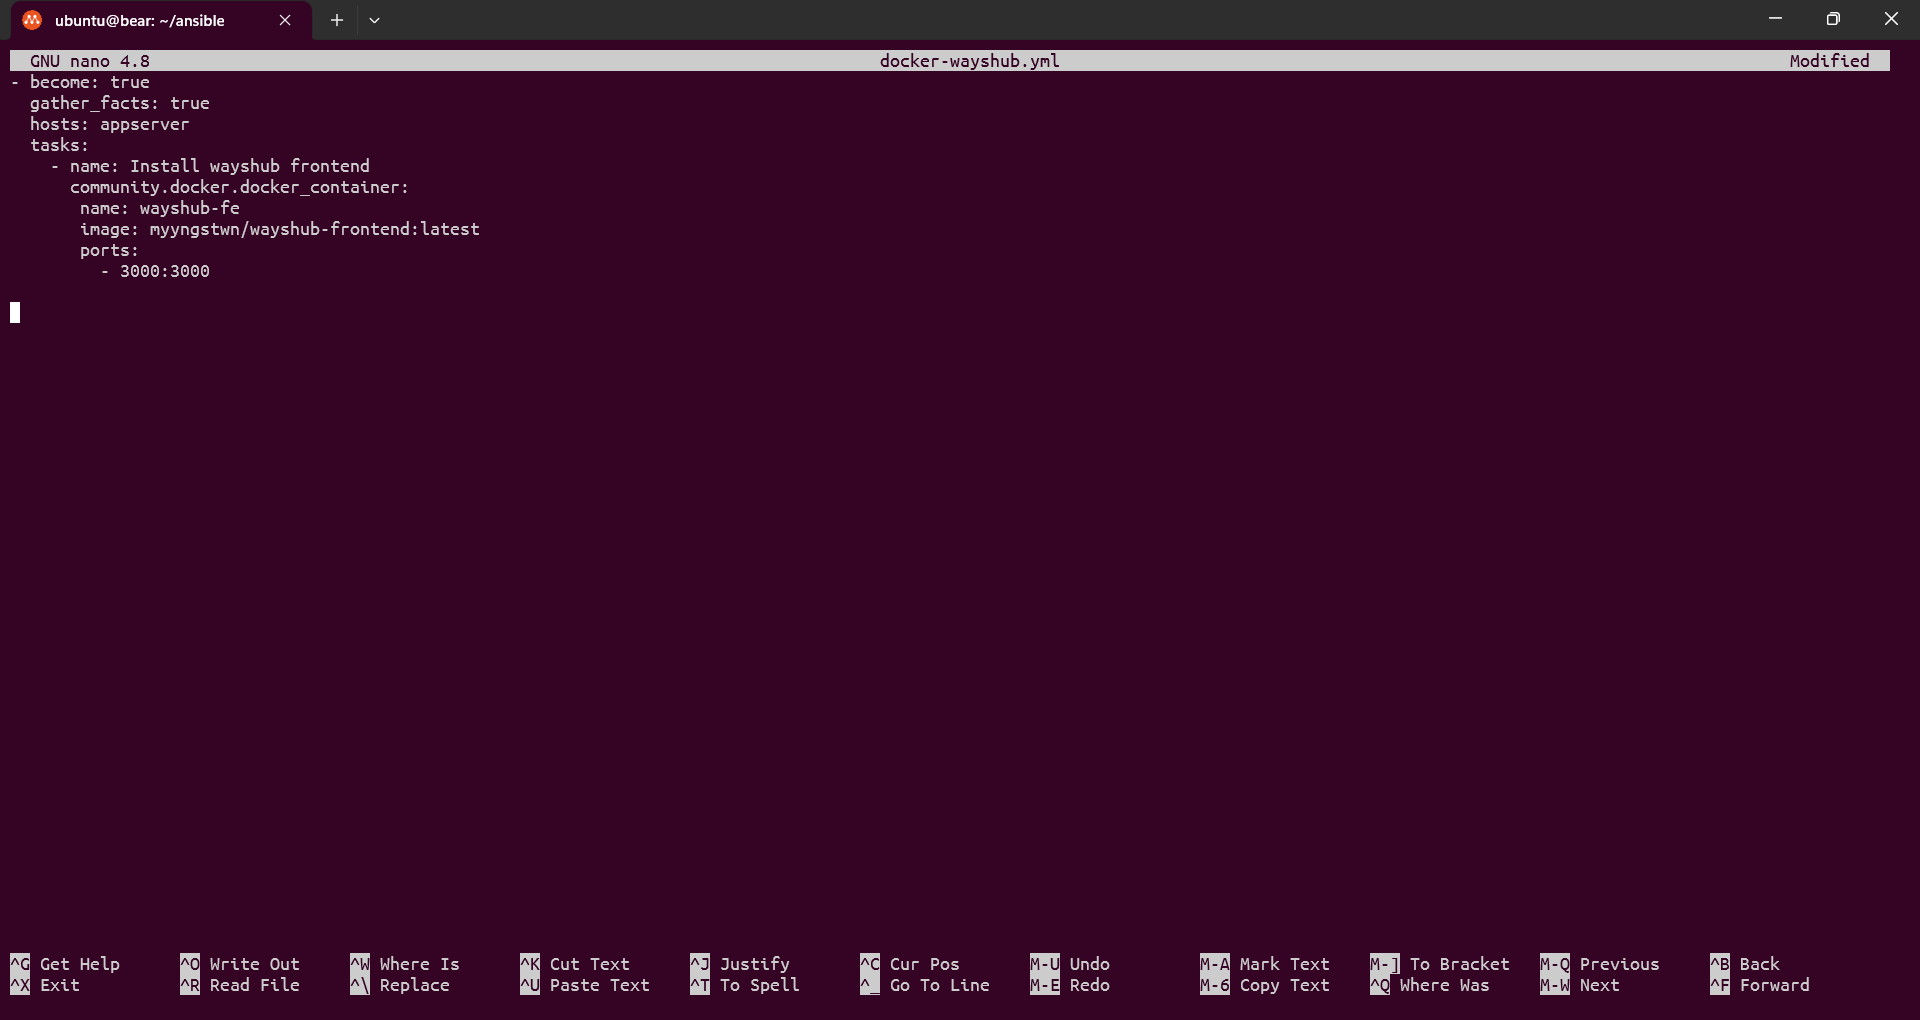 ubuntu@bear: ~/ansible
GNU nano 4.8 docker-wayshub.yml Modified
- become: true
  gather_facts: true
  hosts: appserver
  tasks:
    - name: Install wayshub frontend
      community.docker.docker_container:
       name: wayshub-fe
       image: myyngstwn/wayshub-frontend:latest
       ports:
         - 3000:3000
^G Get Help ^O Write Out ^W Where Is ^K Cut Text ^J Justify ^C Cur Pos M-U Undo M-A Mark Text M-] To Bracket M-Q Previous ^B Back
^X Exit ^R Read File ^\ Replace ^U Paste Text ^T To Spell ^_ Go To Line M-E Redo M-6 Copy Text ^Q Where Was M-W Next ^F Forward